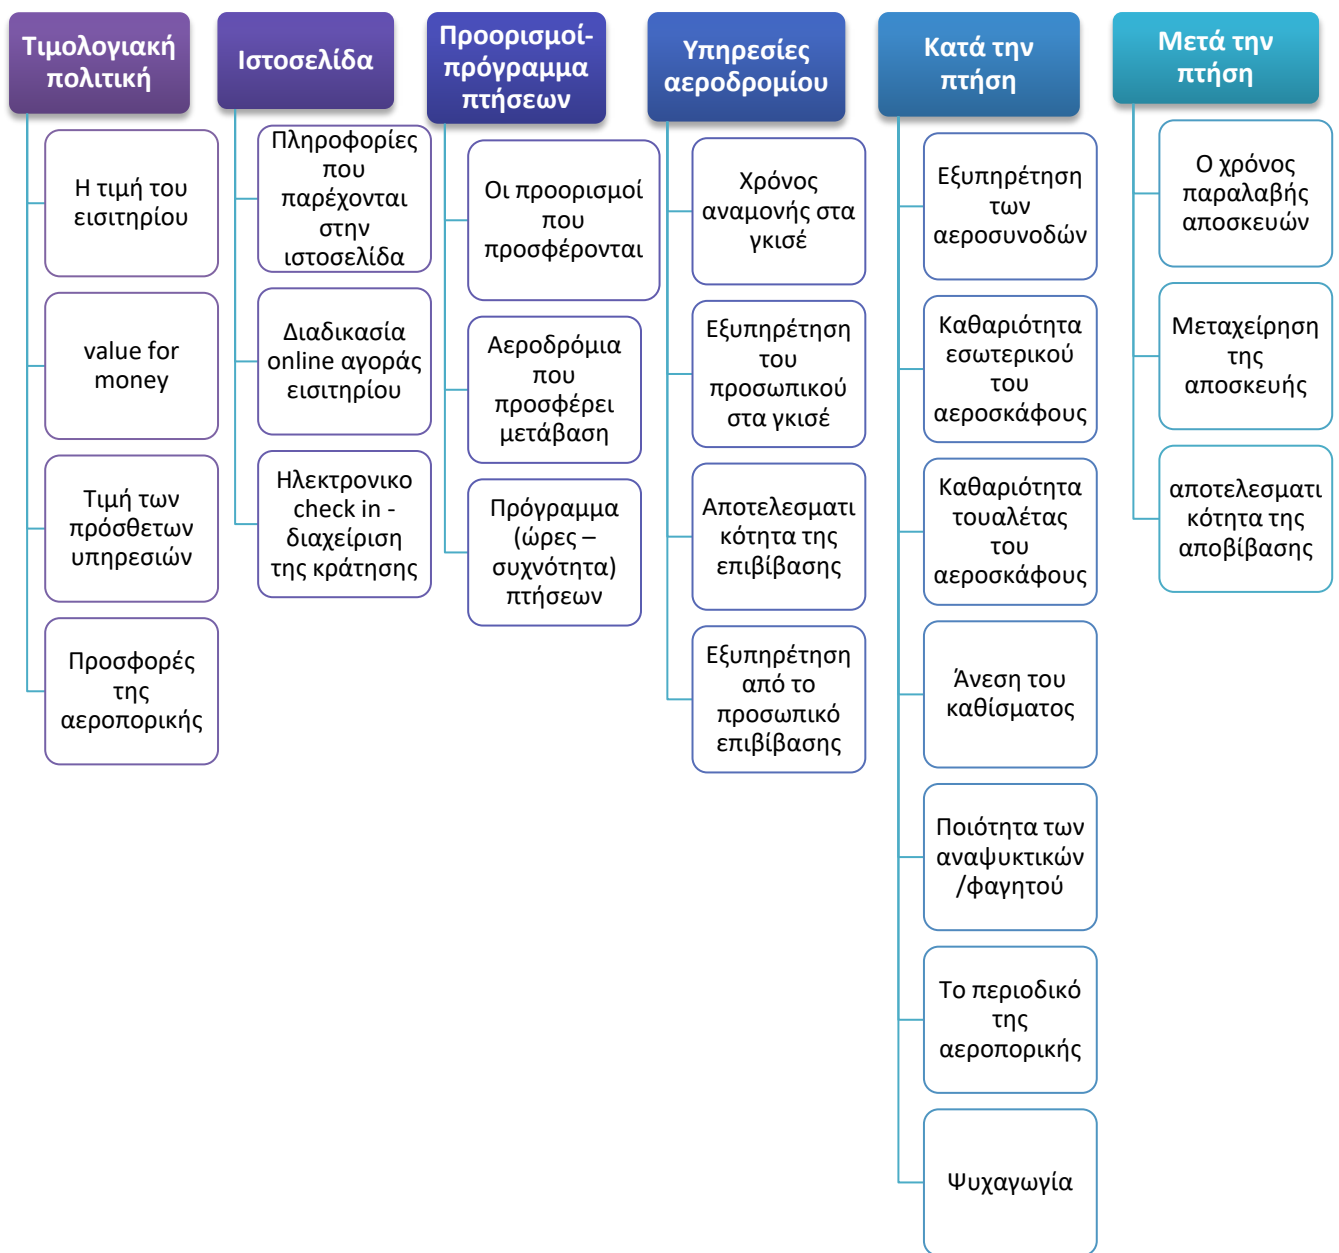 Τιμολογιακή
πολιτική
Η τιμή του
εισιτηρίου
value for
money
Τιμή των
πρόσθετων
υπηρεσιών
Προσφορές
της
αεροπορικής
Ιστοσελίδα
Πληροφορίες
που
παρέχονται
στην
ιστοσελίδα
Διαδικασία
online αγοράς
εισιτηρίου
Ηλεκτρονικο
check in -
διαχείριση
της κράτησης
Προορισμοί-
πρόγραμμα
πτήσεων
Οι προορισμοί
που
προσφέρονται
Αεροδρόμια
που
προσφέρει
μετάβαση
Πρόγραμμα
(ώρες –
συχνότητα)
πτήσεων
Υπηρεσίες
αεροδρομίου
Χρόνος
αναμονής στα
γκισέ
Εξυπηρέτηση
του
προσωπικού
στα γκισέ
Αποτελεσματι
κότητα της
επιβίβασης
Εξυπηρέτηση
από το
προσωπικό
επιβίβασης
Κατά την
πτήση
Εξυπηρέτηση
των
αεροσυνοδών
Καθαριότητα
εσωτερικού
του
αεροσκάφους
Καθαριότητα
τουαλέτας
του
αεροσκάφους
Άνεση του
καθίσματος
Ποιότητα των
αναψυκτικών
/φαγητού
Το περιοδικό
της
αεροπορικής
Ψυχαγωγία
Μετά την
πτήση
Ο χρόνος
παραλαβής
αποσκευών
Μεταχείρηση
της
αποσκευής
αποτελεσματι
κότητα της
αποβίβασης